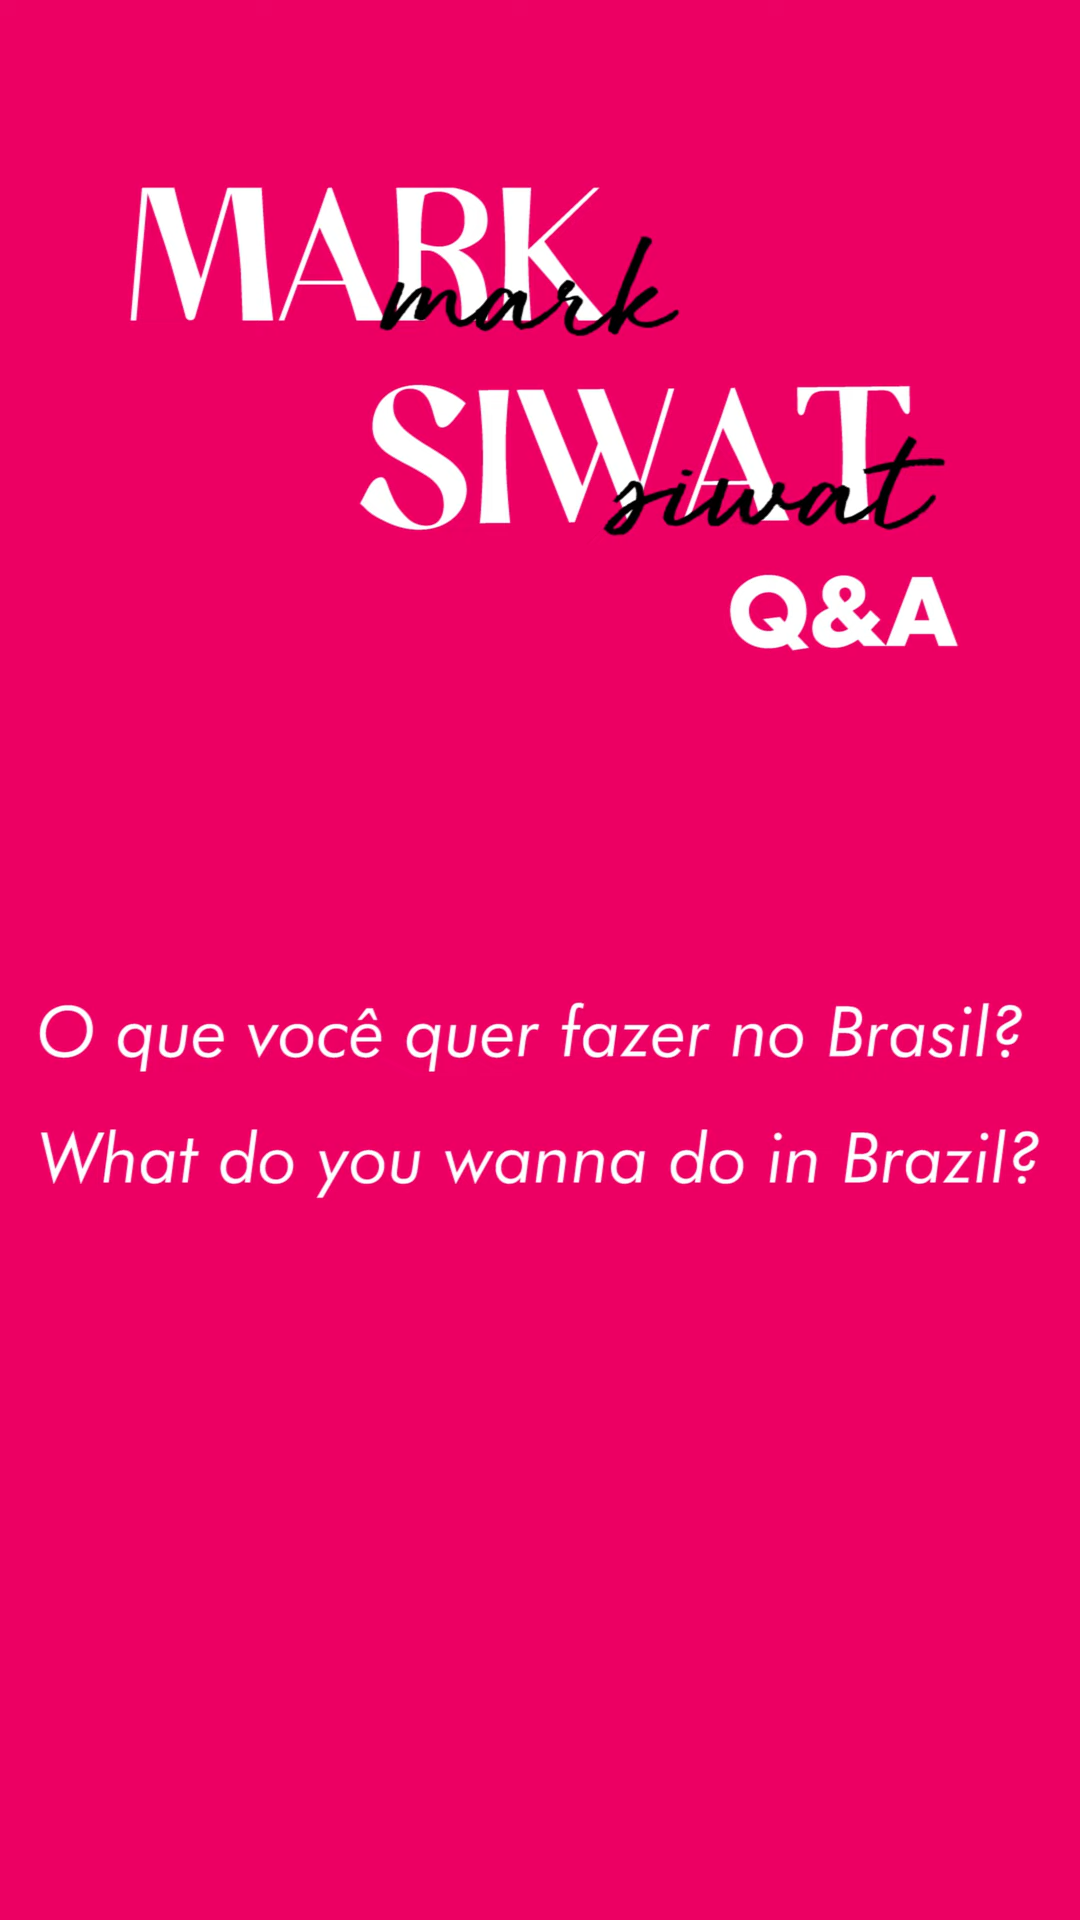 MARK
mark
SIWAT
siwat
Q&A
O que você quer fazer no Brasil?
What do you wanna do in Brazil?